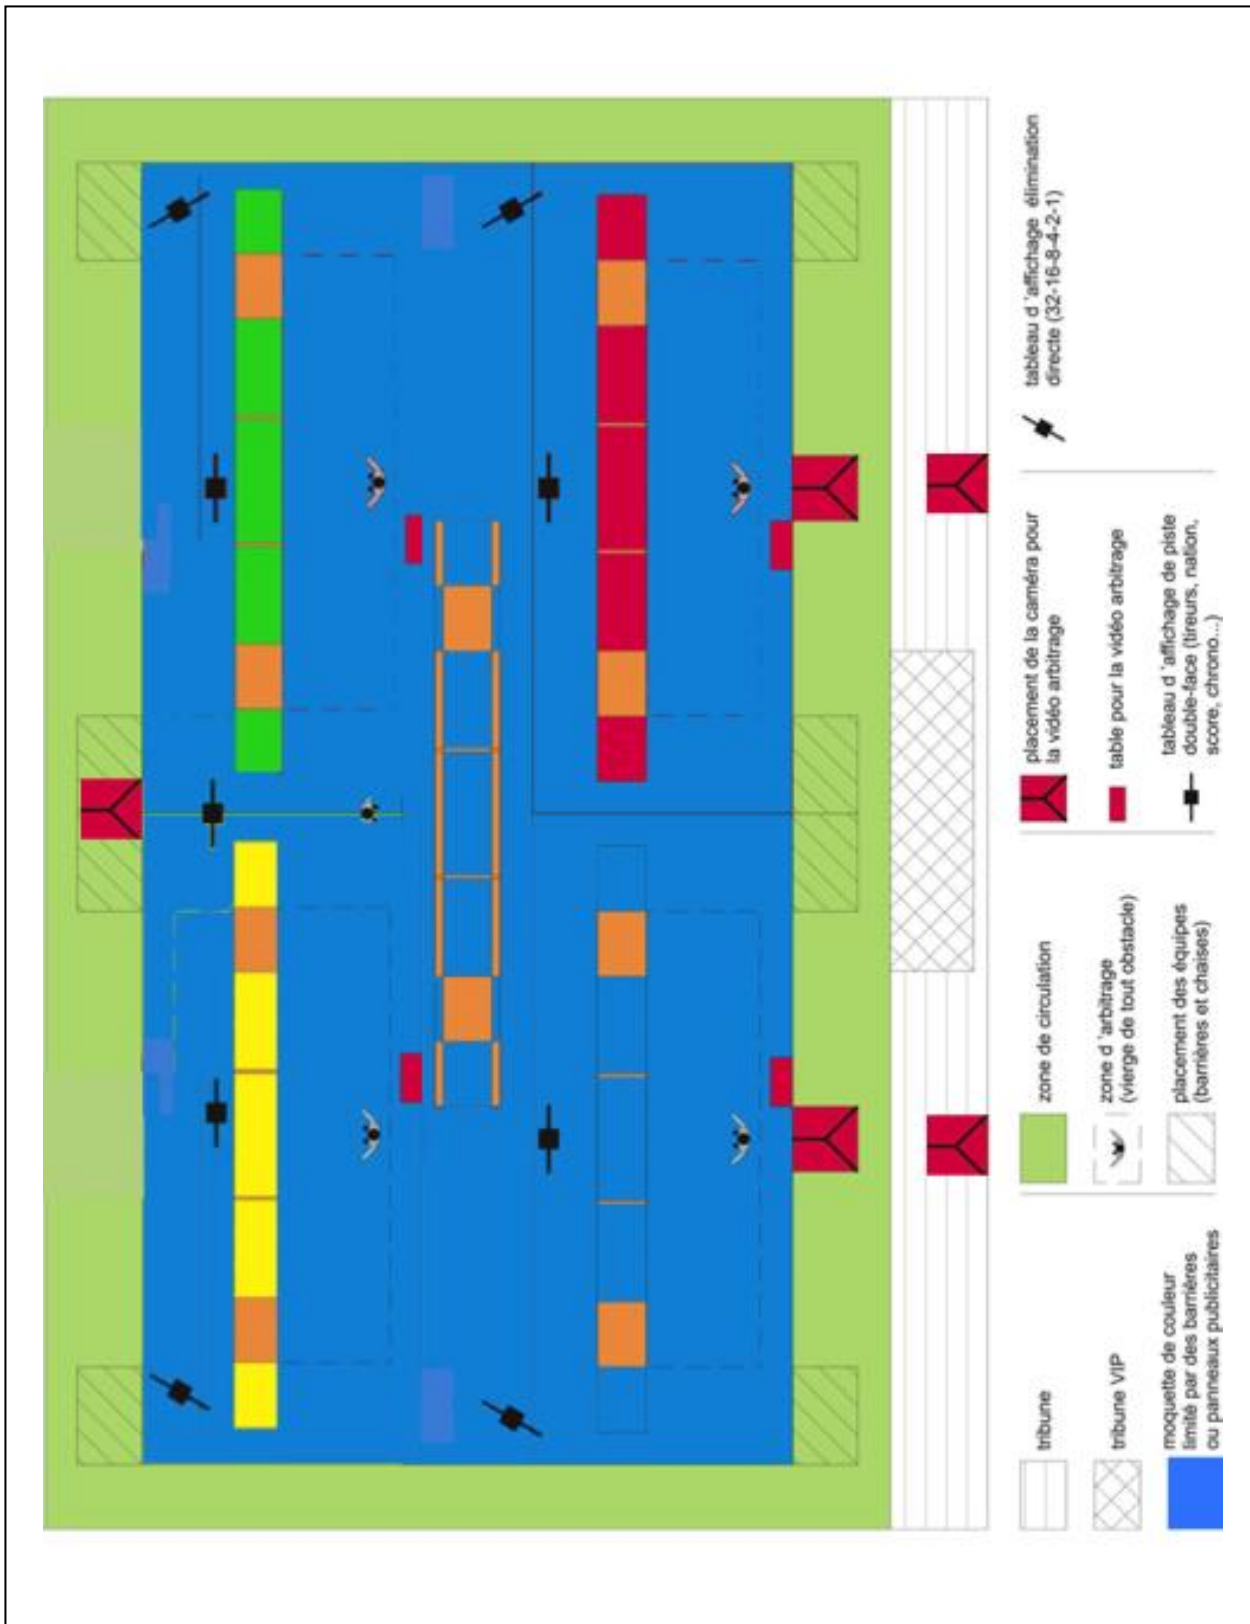 tribune
tribune VIP
moquette de couleur
limité par des barrières
ou panneaux publicitaires
zone de circulation
zone d 'arbitrage
(vierge de tout obstacle)
placement des équipes
(barrières et chaises)
placement de la caméra pour
la vidéo arbitrage
table pour la vidéo arbitrage
tableau d 'affichage de piste
double-face (tireurs, nation,
score, chrono...)
tableau d 'affichage élimination
directe (32-16-8-4-2-1)